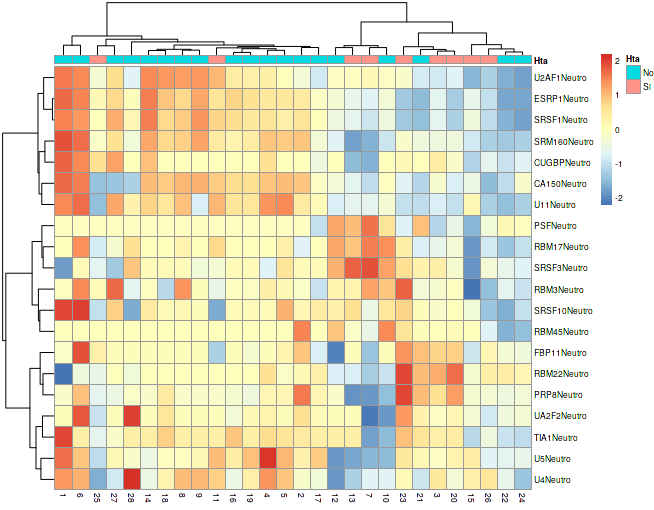 Hta
Hta
No
SI
2
1
0
-1
-2
U2AF1Neutro
ESRP1Neutro
SRSF1Neutro
SRM160Neutro
CUGBPNeutro
CA150Neutro
U11Neutro
PSFNeutro
RBM17Neutro
SRSF3Neutro
RBM3Neutro
SRSF10Neutro
RBM45Neutro
FBP11Neutro
RBM22Neutro
PRP8Neutro
UA2F2Neutro
TIA1Neutro
U5Neutro
U4Neutro
1 6 25 27 28 14 18 8 9 11 16 19 4 5 2 17 12 13 7 10 23 21 3 20 15 26 22 24